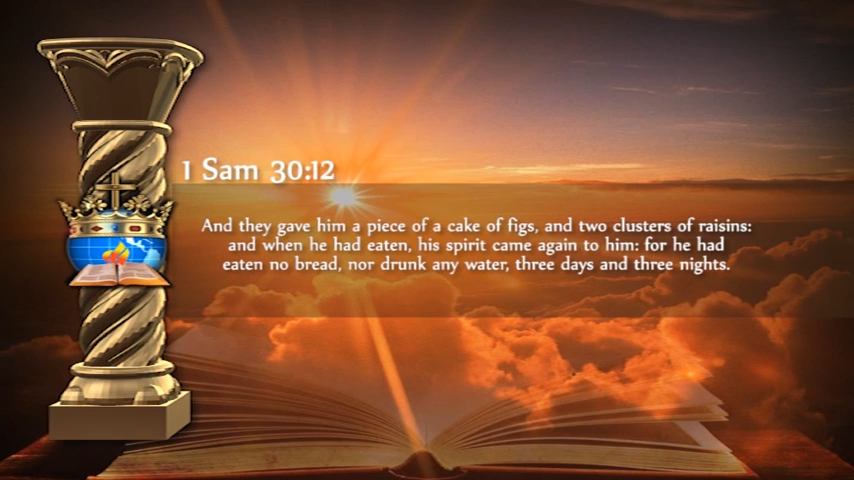 1 Sam 30:12
And they gave him a piece of a cake of figs, and two clusters of raisins:
and when he had eaten, his spirit came again to him: for he had
eaten no bread, nor drunk any water, three days and three nights.